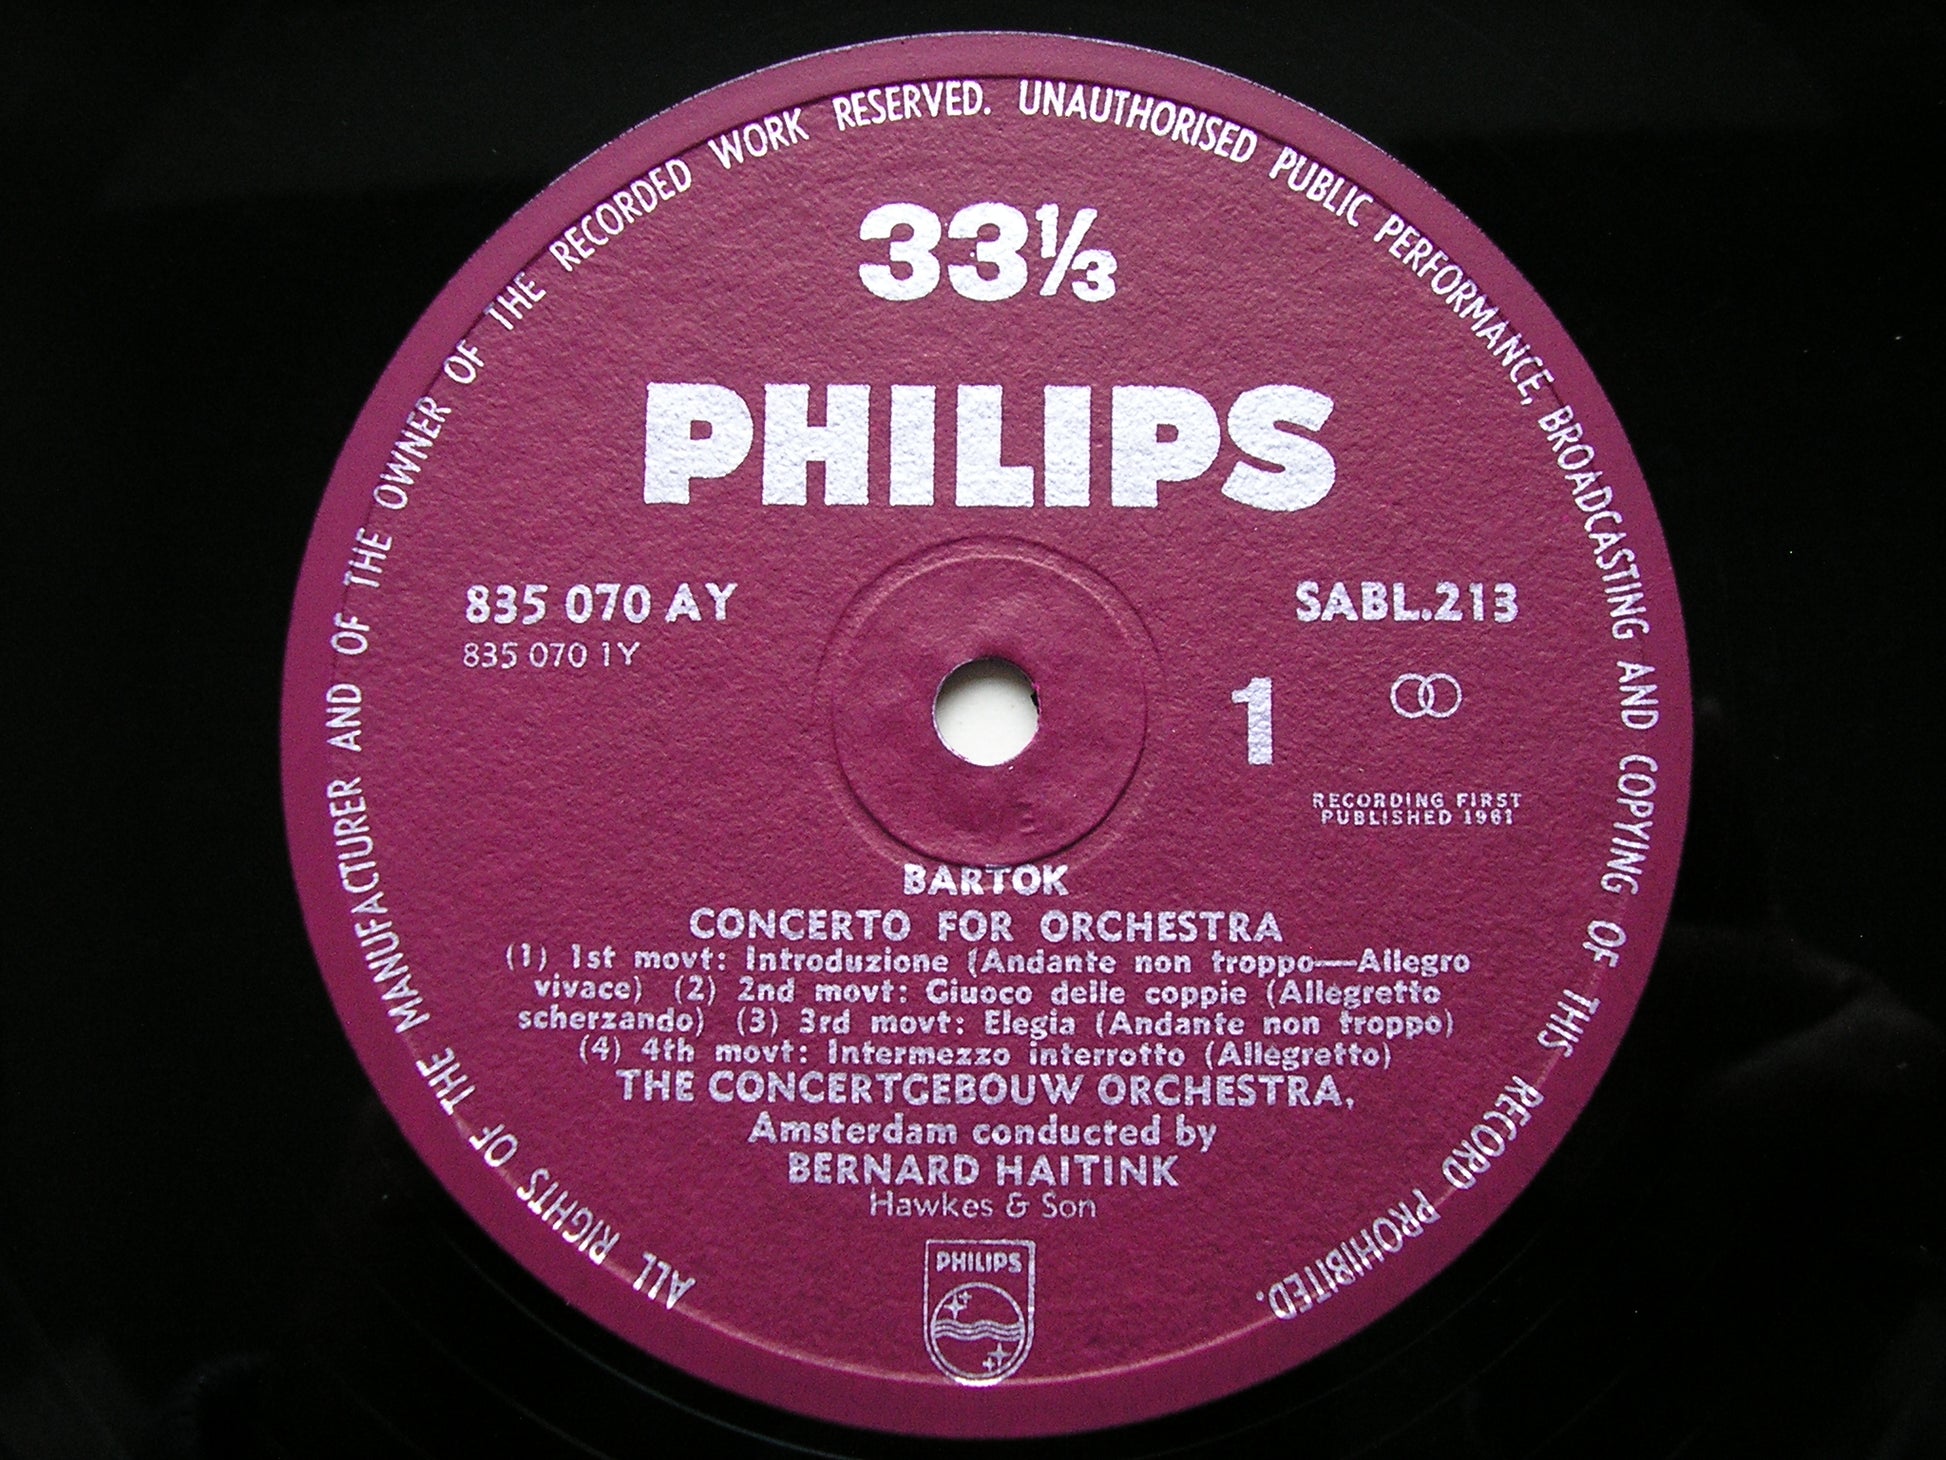 ALL RIGHTS OF THE MANUFACTURER AND OF THE OWNER OF THE RECORDED WORK RESERVED. UNAUTHORISED PUBLIC PERFORMANCE, BROADCASTING AND COPYING OF THIS RECORD PROHIBITED.
33⅓
PHILIPS
835 070 AY
835 070 1Y
SABL.213
1
RECORDING FIRST
PUBLISHED 1961
BARTOK
CONCERTO FOR ORCHESTRA
(1) 1st movt: Introduzione (Andante non troppo—Allegro
vivace) (2) 2nd movt: Giuoco delle coppie (Allegretto
scherzando) (3) 3rd movt: Elegia (Andante non troppo)
(4) 4th movt: Intermezzo interrotto (Allegretto)
THE CONCERTGEBOUW ORCHESTRA,
Amsterdam conducted by
BERNARD HAITINK
Hawkes & Son
PHILIPS